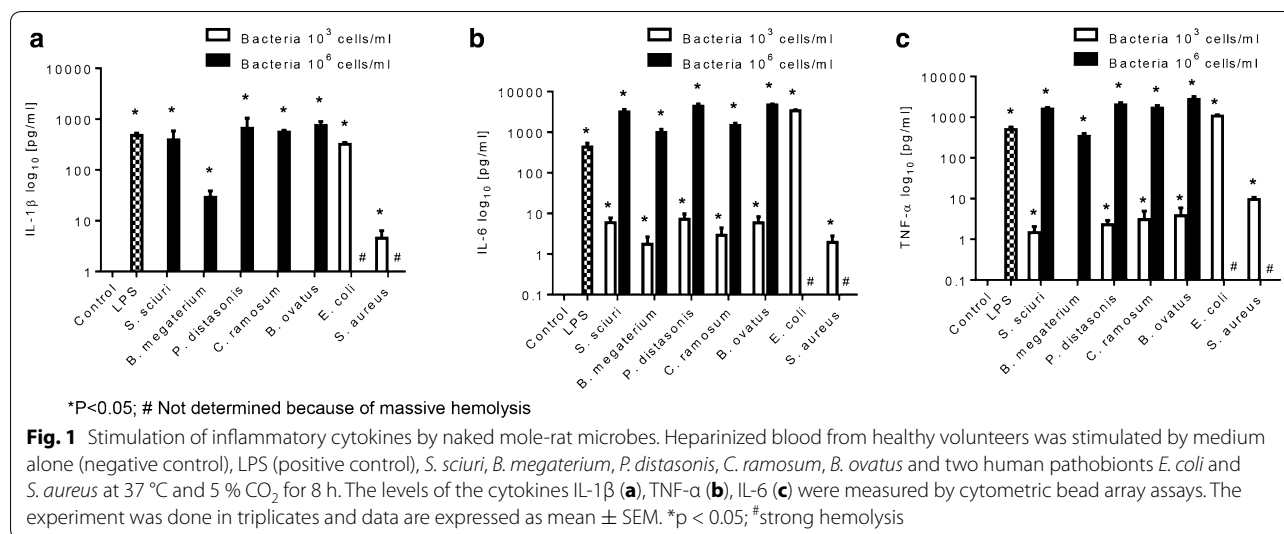 a
Bacteria 10³ cells/ml
Bacteria 10⁶ cells/ml
IL-1β log₁₀ [pg/ml]
10000
1000
100
10
1
* * * * * * * *
# #
Control
LPS
S. sciuri
B. megaterium
P. distasonis
C. ramosum
B. ovatus
E. coli
S. aureus
b
Bacteria 10³ cells/ml
Bacteria 10⁶ cells/ml
IL-6 log₁₀ [pg/ml]
10000
1000
100
10
1
0.1
* * * * * * * * * * * * *
# #
Control
LPS
S. sciuri
B. megaterium
P. distasonis
C. ramosum
B. ovatus
E. coli
S. aureus
c
Bacteria 10³ cells/ml
Bacteria 10⁶ cells/ml
TNF-α log₁₀ [pg/ml]
10000
1000
100
10
1
0.1
* * * * * * * * * * * *
# #
Control
LPS
S. sciuri
B. megaterium
P. distasonis
C. ramosum
B. ovatus
E. coli
S. aureus
*P<0.05; # Not determined because of massive hemolysis
Fig. 1 Stimulation of inflammatory cytokines by naked mole-rat microbes. Heparinized blood from healthy volunteers was stimulated by medium
alone (negative control), LPS (positive control), S. sciuri, B. megaterium, P. distasonis, C. ramosum, B. ovatus and two human pathobionts E. coli and
S. aureus at 37 °C and 5 % CO₂ for 8 h. The levels of the cytokines IL-1β (a), TNF-α (b), IL-6 (c) were measured by cytometric bead array assays. The
experiment was done in triplicates and data are expressed as mean ± SEM. *p < 0.05; #strong hemolysis